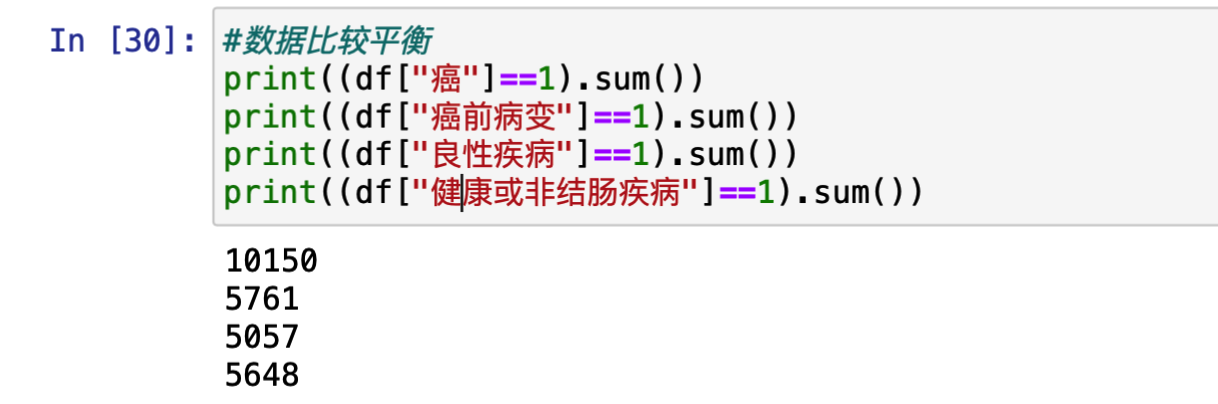 In [30]: #数据比较平衡
print((df["癌"]==1).sum())
print((df["癌前病变"]==1).sum())
print((df["良性疾病"]==1).sum())
print((df["健康或非结肠疾病"]==1).sum())
10150
5761
5057
5648